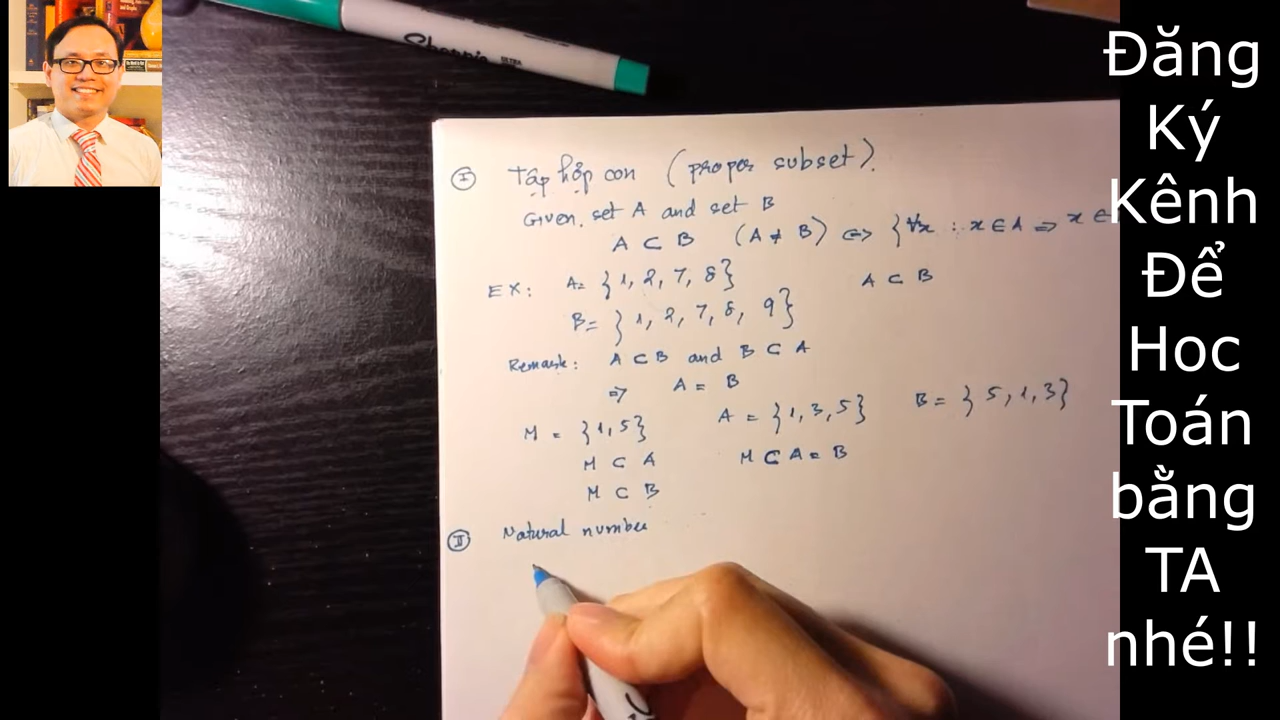 Sharpie ULTRA
I Tập hợp con (proper subset).
Given. set A and set B
A ⊂ B (A ≠ B) <=> { ∀x : x ∈ A => x ∈
EX: A = {1, 2, 7, 8} A ⊂ B
B = {1, 2, 7, 8, 9}
Remark: A ⊂ B and B ⊂ A
=> A = B
M = {1, 5} A = {1, 3, 5} B = {5, 1, 3}
M ⊂ A M ⊂ A = B
M ⊂ B
II Natural number
Đăng
Ký
Kênh
Để
Hoc
Toán
bằng
TA
nhé!!